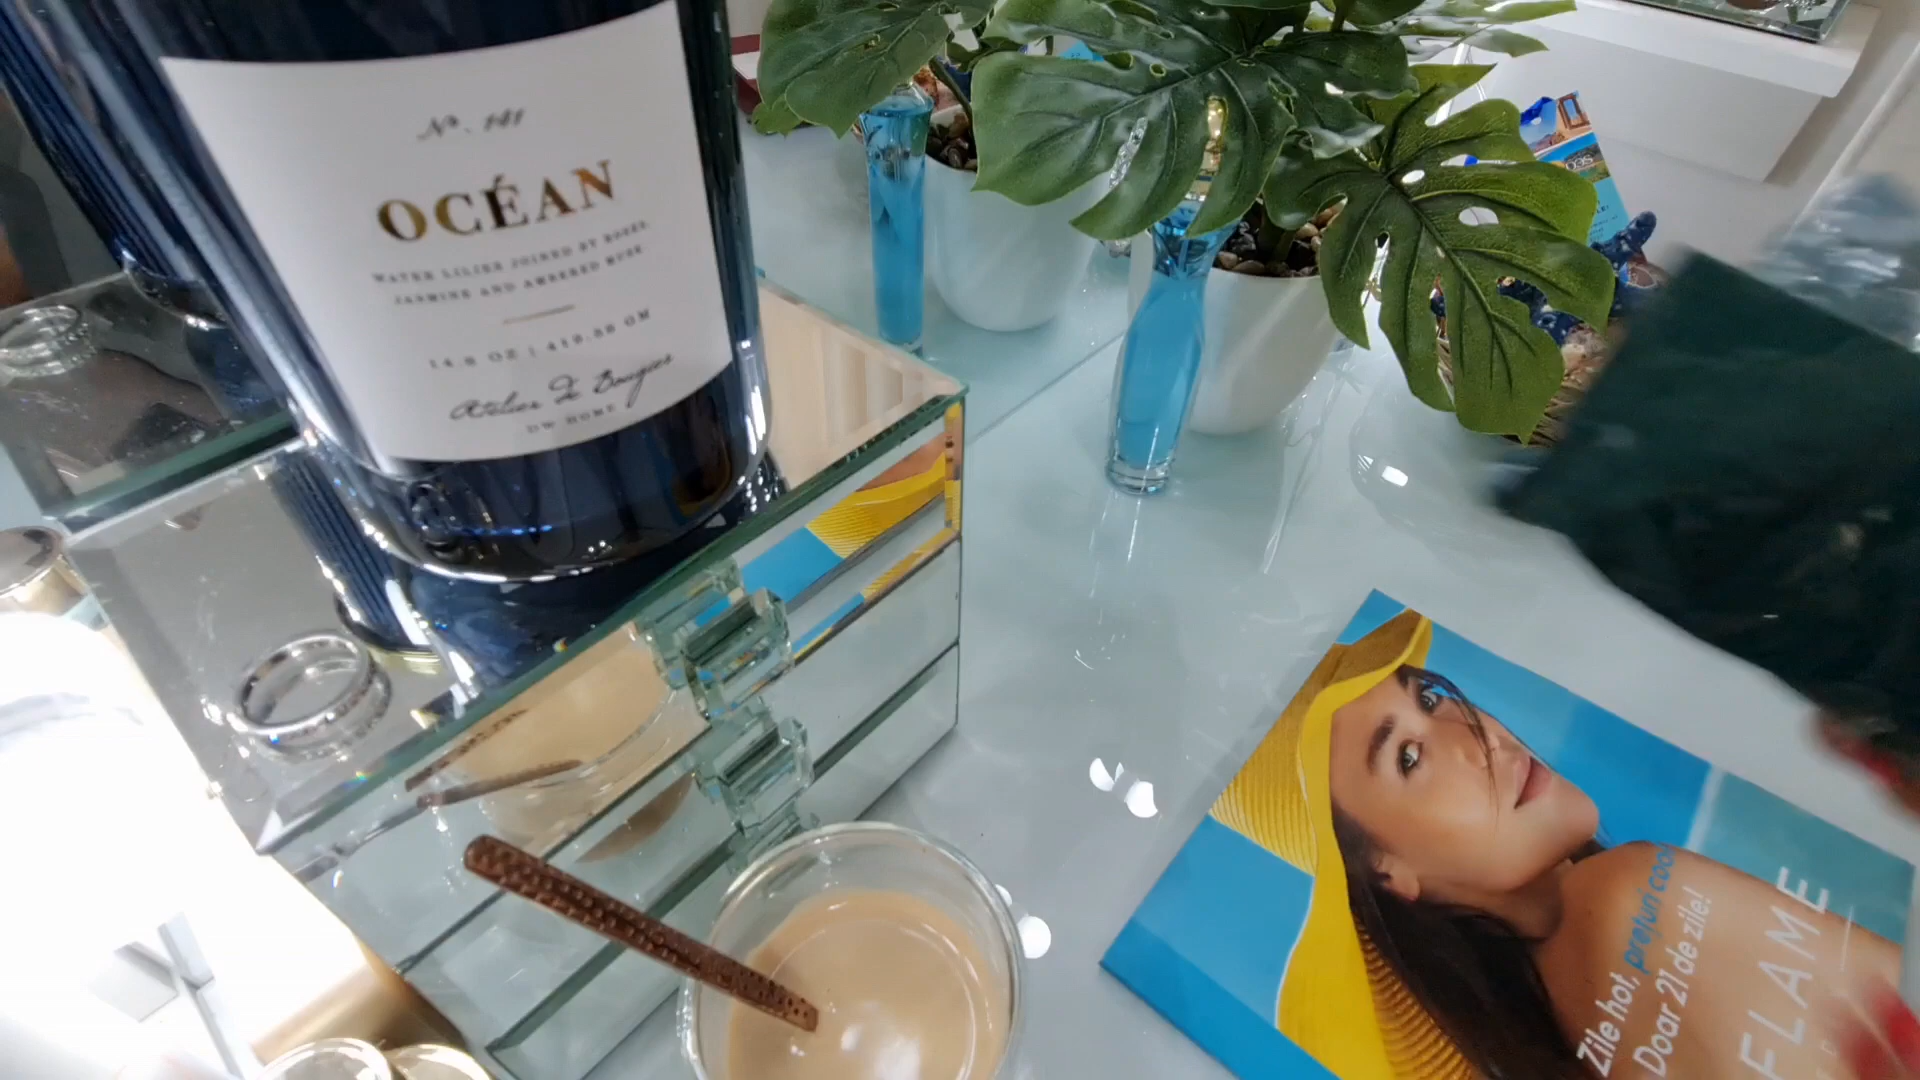 Nº. 141
OCÉAN
WATER LILIES JOINED BY ROSES,
JASMINE AND AMBERED MUSK
14.8 OZ | 419.58 GM
Atelier de Bougies
DW HOME
Zile hot, prețuri cool
Doar 21 de zile!
FLAME